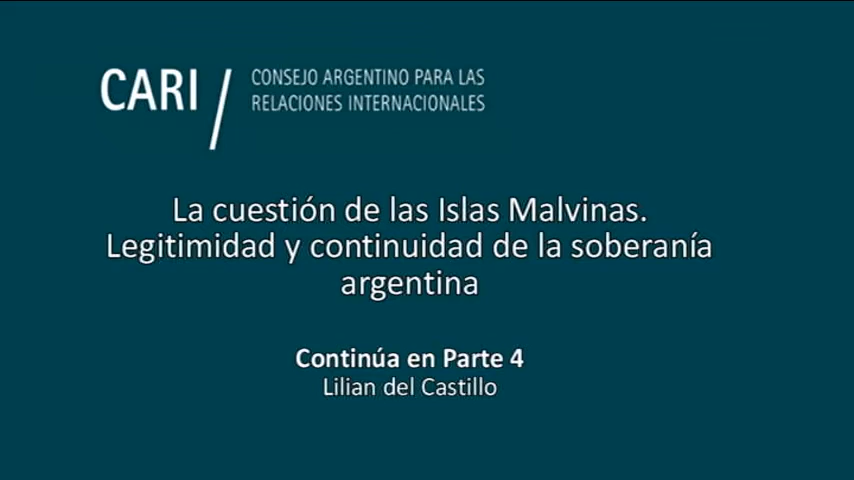 CARI
CONSEJO ARGENTINO PARA LAS
RELACIONES INTERNACIONALES
La cuestión de las Islas Malvinas.
Legitimidad y continuidad de la soberanía
argentina
Continúa en Parte 4
Lilian del Castillo